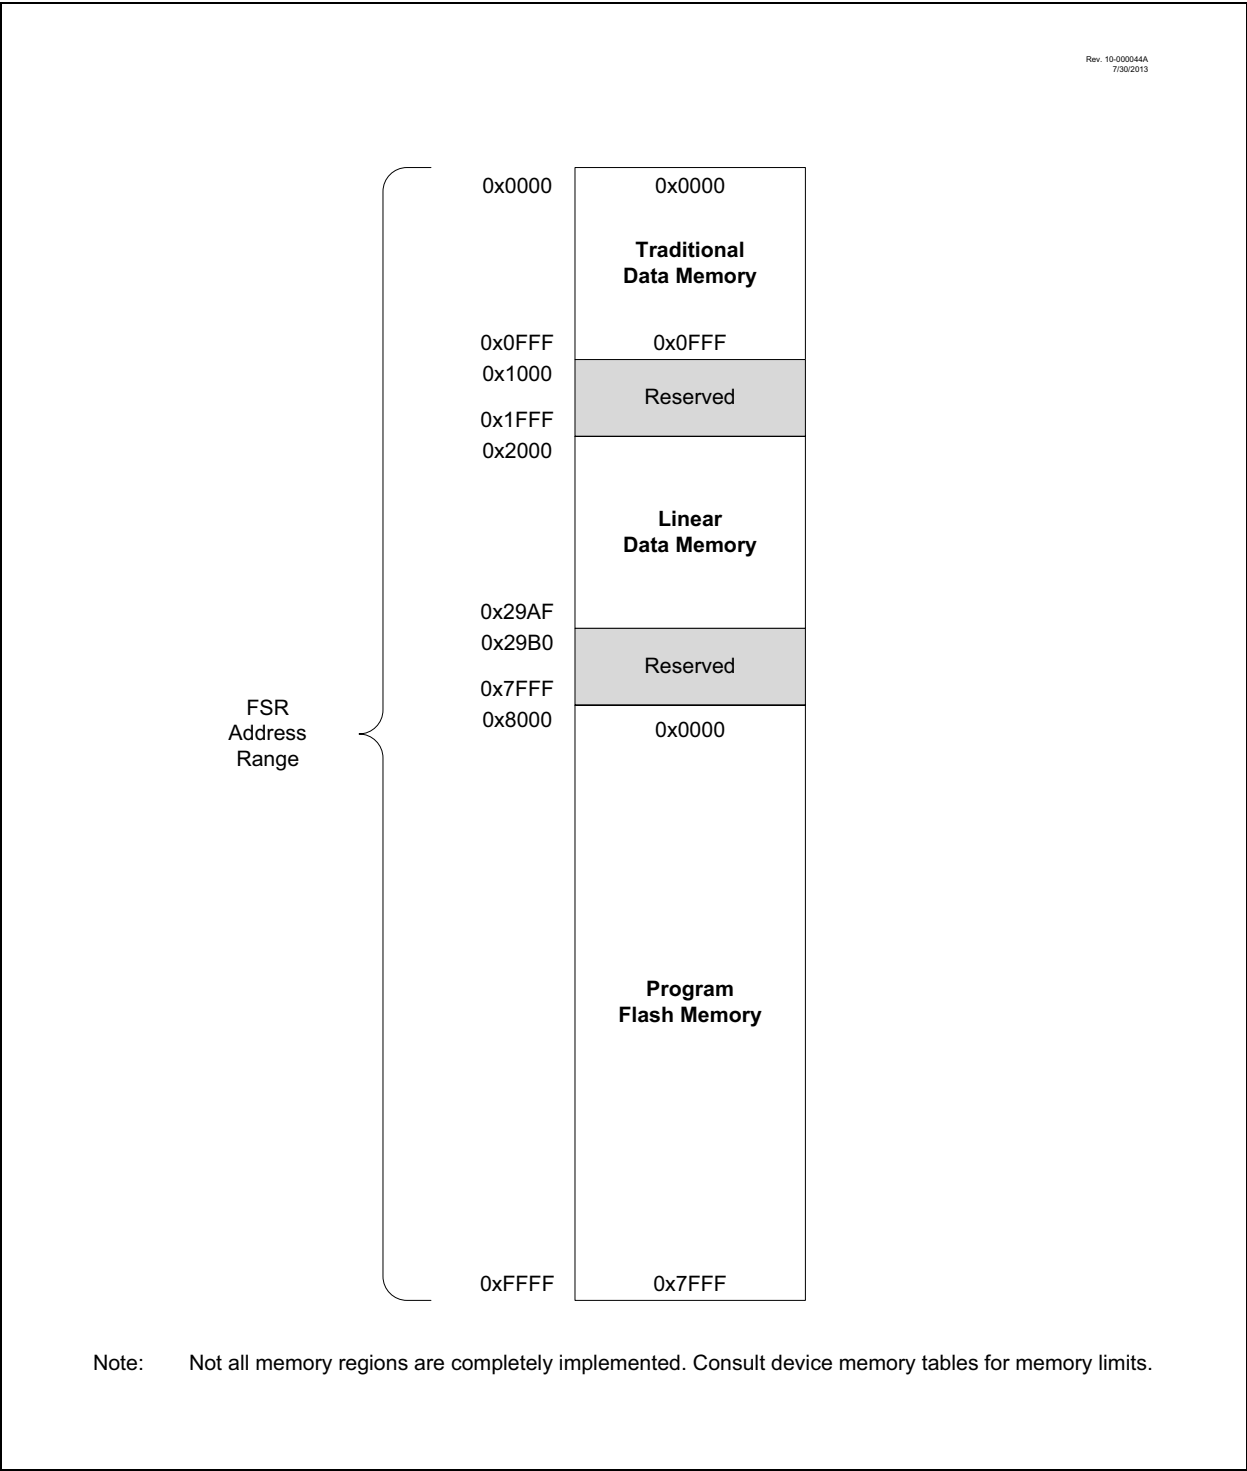 Rev. 10-000044A
7/30/2013
0x0000 0x0000
Traditional
Data Memory
0x0FFF 0x0FFF
0x1000
Reserved
0x1FFF
0x2000
Linear
Data Memory
0x29AF
0x29B0
Reserved
0x7FFF
FSR
Address
Range
0x8000 0x0000
Program
Flash Memory
0xFFFF 0x7FFF
Note: Not all memory regions are completely implemented. Consult device memory tables for memory limits.